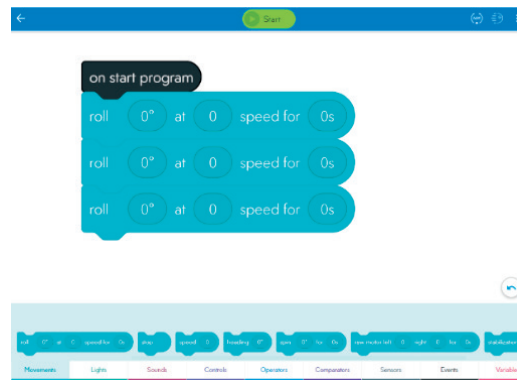 Start
on start program
roll 0° at 0 speed for 0s
roll 0° at 0 speed for 0s
roll 0° at 0 speed for 0s
roll 0° at 0 speed for 0s stop speed 0 heading 0° spin 0° for 0s raw motor left 0 right 0 for 0s stabilization
Movements Lights Sounds Controls Operators Comparators Sensors Events Variable